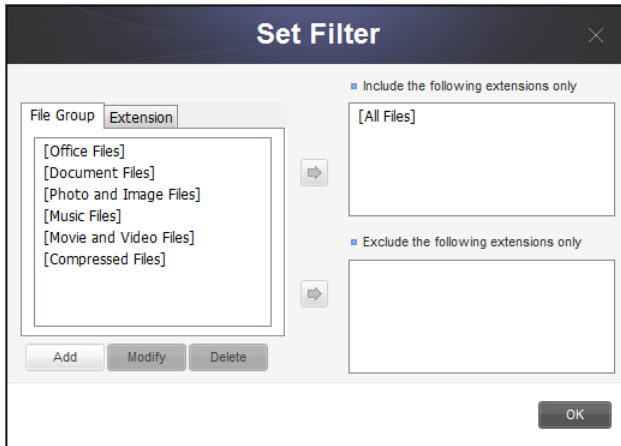 Set Filter
Include the following extensions only
File Group Extension
[All Files]
[Office Files]
[Document Files]
[Photo and Image Files]
[Music Files]
[Movie and Video Files]
[Compressed Files]
Exclude the following extensions only
Add Modify Delete
OK